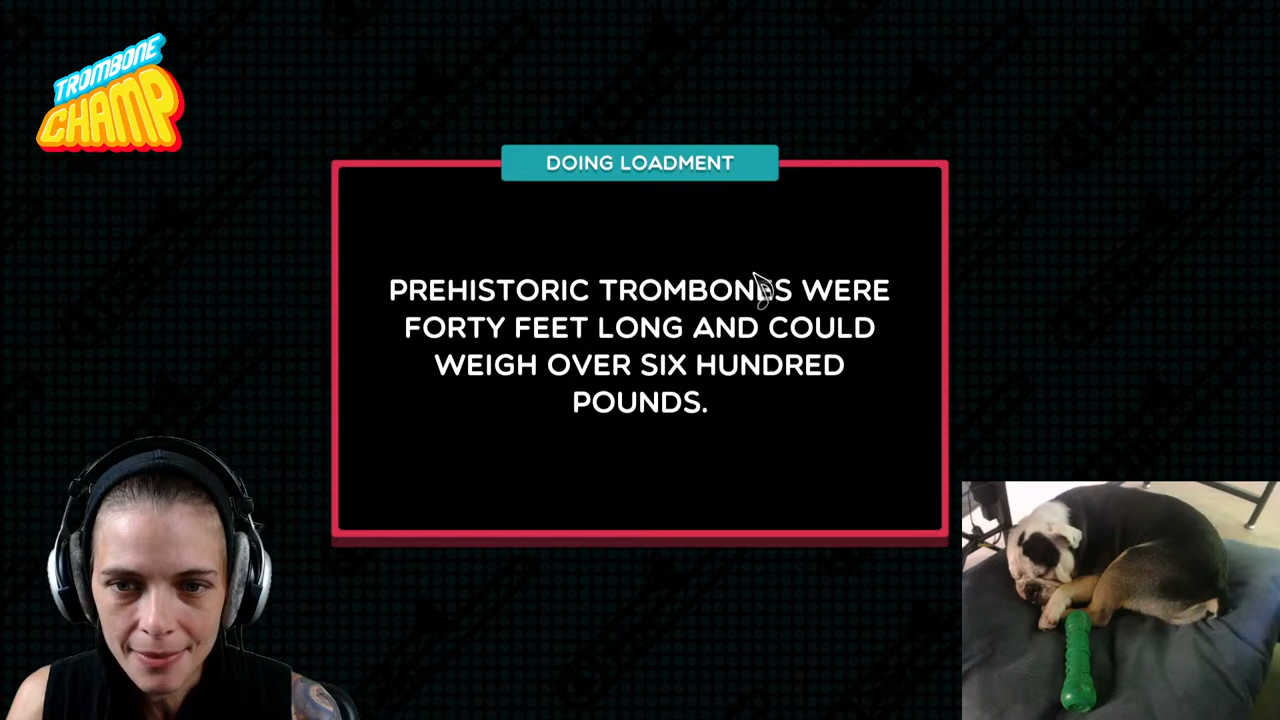 TROMBONE
CHAMP
DOING LOADMENT
PREHISTORIC TROMBONES WERE
FORTY FEET LONG AND COULD
WEIGH OVER SIX HUNDRED
POUNDS.